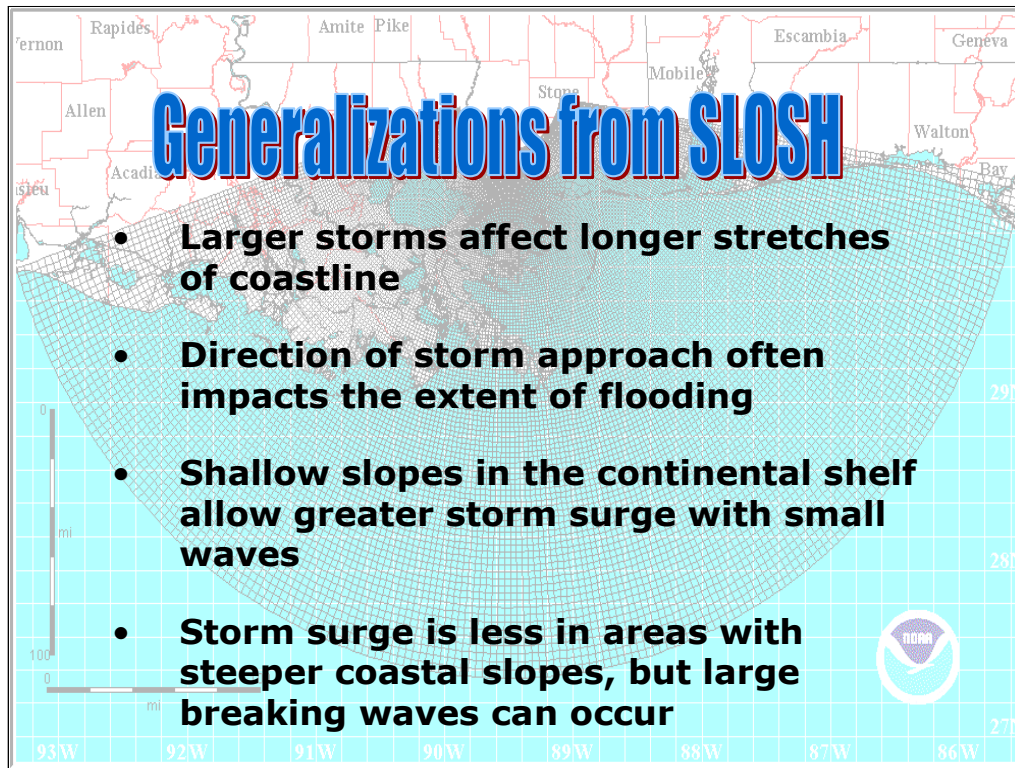 Rapides
Amite Pike
Escambia
Geneva
Vernon
Mobile
Stone
Allen
Generalizations from SLOSH
Walton
Acadia
Bay
• Larger storms affect longer stretches
of coastline
• Direction of storm approach often
impacts the extent of flooding
29N
0
• Shallow slopes in the continental shelf
allow greater storm surge with small
waves
mi
28N
• Storm surge is less in areas with
steeper coastal slopes, but large
breaking waves can occur
NOAA
100
0
mi
27N
93W 92W 91W 90W 89W 88W 87W 86W